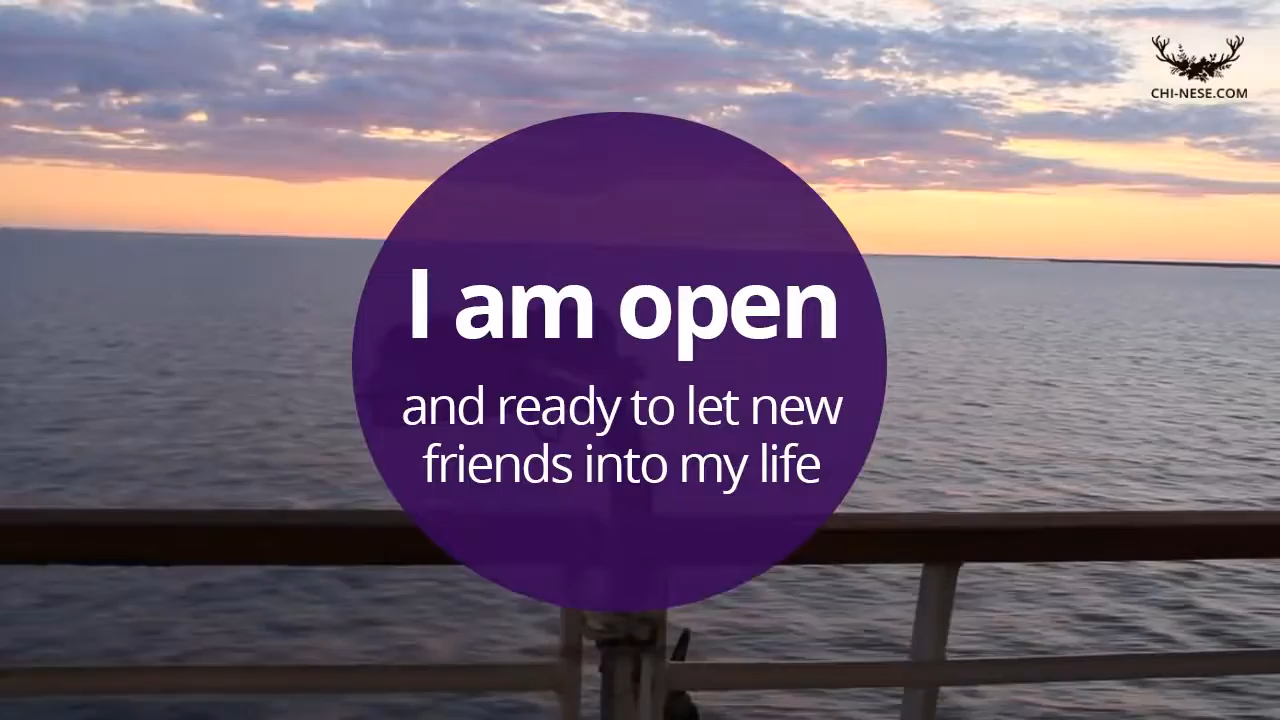 CHI-NESE.COM
I am open
and ready to let new
friends into my life